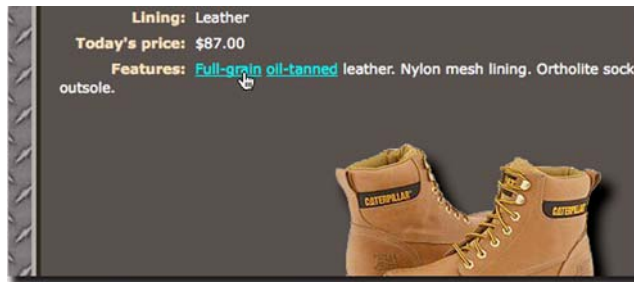 Lining: Leather
Today's price: $87.00
Features: Full-grain oil-tanned leather. Nylon mesh lining. Ortholite sock
outsole.
CATERPILLAR
CATERPILLAR